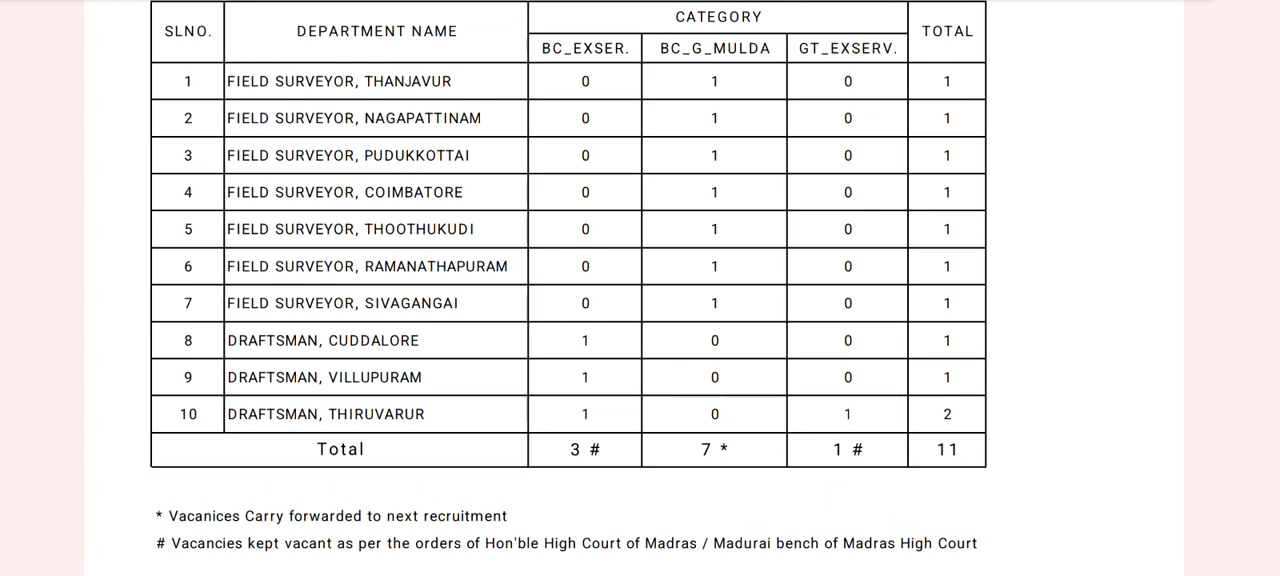 SLNO. DEPARTMENT NAME CATEGORY TOTAL
BC_EXSER. BC_G_MULDA GT_EXSERV.
1 FIELD SURVEYOR, THANJAVUR 0 1 0 1
2 FIELD SURVEYOR, NAGAPATTINAM 0 1 0 1
3 FIELD SURVEYOR, PUDUKKOTTAI 0 1 0 1
4 FIELD SURVEYOR, COIMBATORE 0 1 0 1
5 FIELD SURVEYOR, THOOTHUKUDI 0 1 0 1
6 FIELD SURVEYOR, RAMANATHAPURAM 0 1 0 1
7 FIELD SURVEYOR, SIVAGANGAI 0 1 0 1
8 DRAFTSMAN, CUDDALORE 1 0 0 1
9 DRAFTSMAN, VILLUPURAM 1 0 0 1
10 DRAFTSMAN, THIRUVARUR 1 0 1 2
Total 3 # 7 * 1 # 11
* Vacanices Carry forwarded to next recruitment
# Vacancies kept vacant as per the orders of Hon'ble High Court of Madras / Madurai bench of Madras High Court